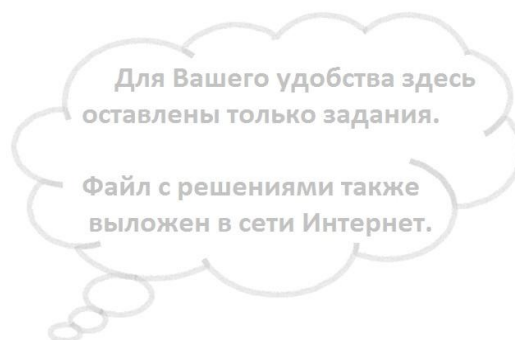 Для Вашего удобства здесь
оставлены только задания.
Файл с решениями также
выложен в сети Интернет.